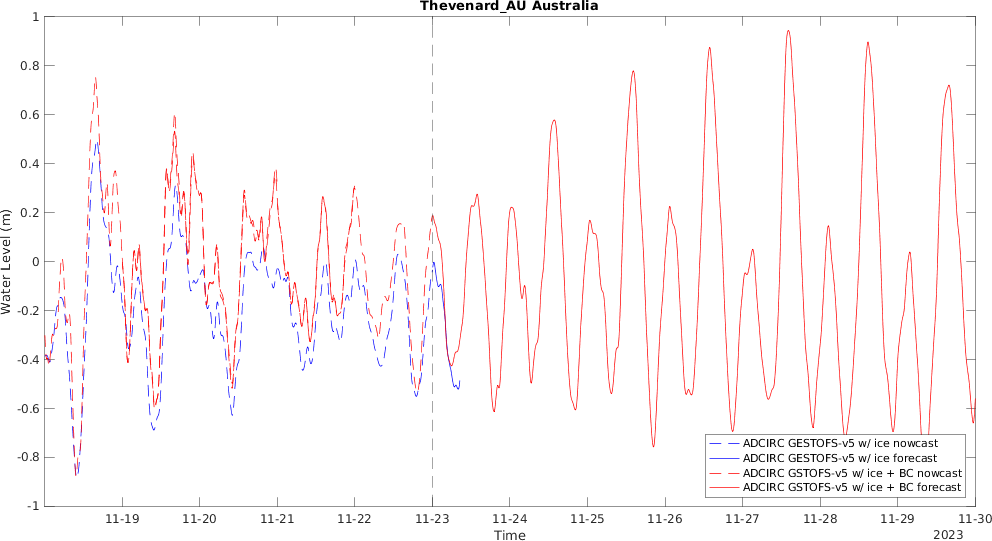 Thevenard_AU Australia
1
0.8
0.6
0.4
0.2
0
-0.2
-0.4
-0.6
-0.8
-1
Water Level (m)
ADCIRC GESTOFS-v5 w/ ice nowcast
ADCIRC GESTOFS-v5 w/ ice forecast
ADCIRC GSTOFS-v5 w/ ice + BC nowcast
ADCIRC GSTOFS-v5 w/ ice + BC forecast
11-19 11-20 11-21 11-22 11-23 11-24 11-25 11-26 11-27 11-28 11-29 11-30
Time
2023